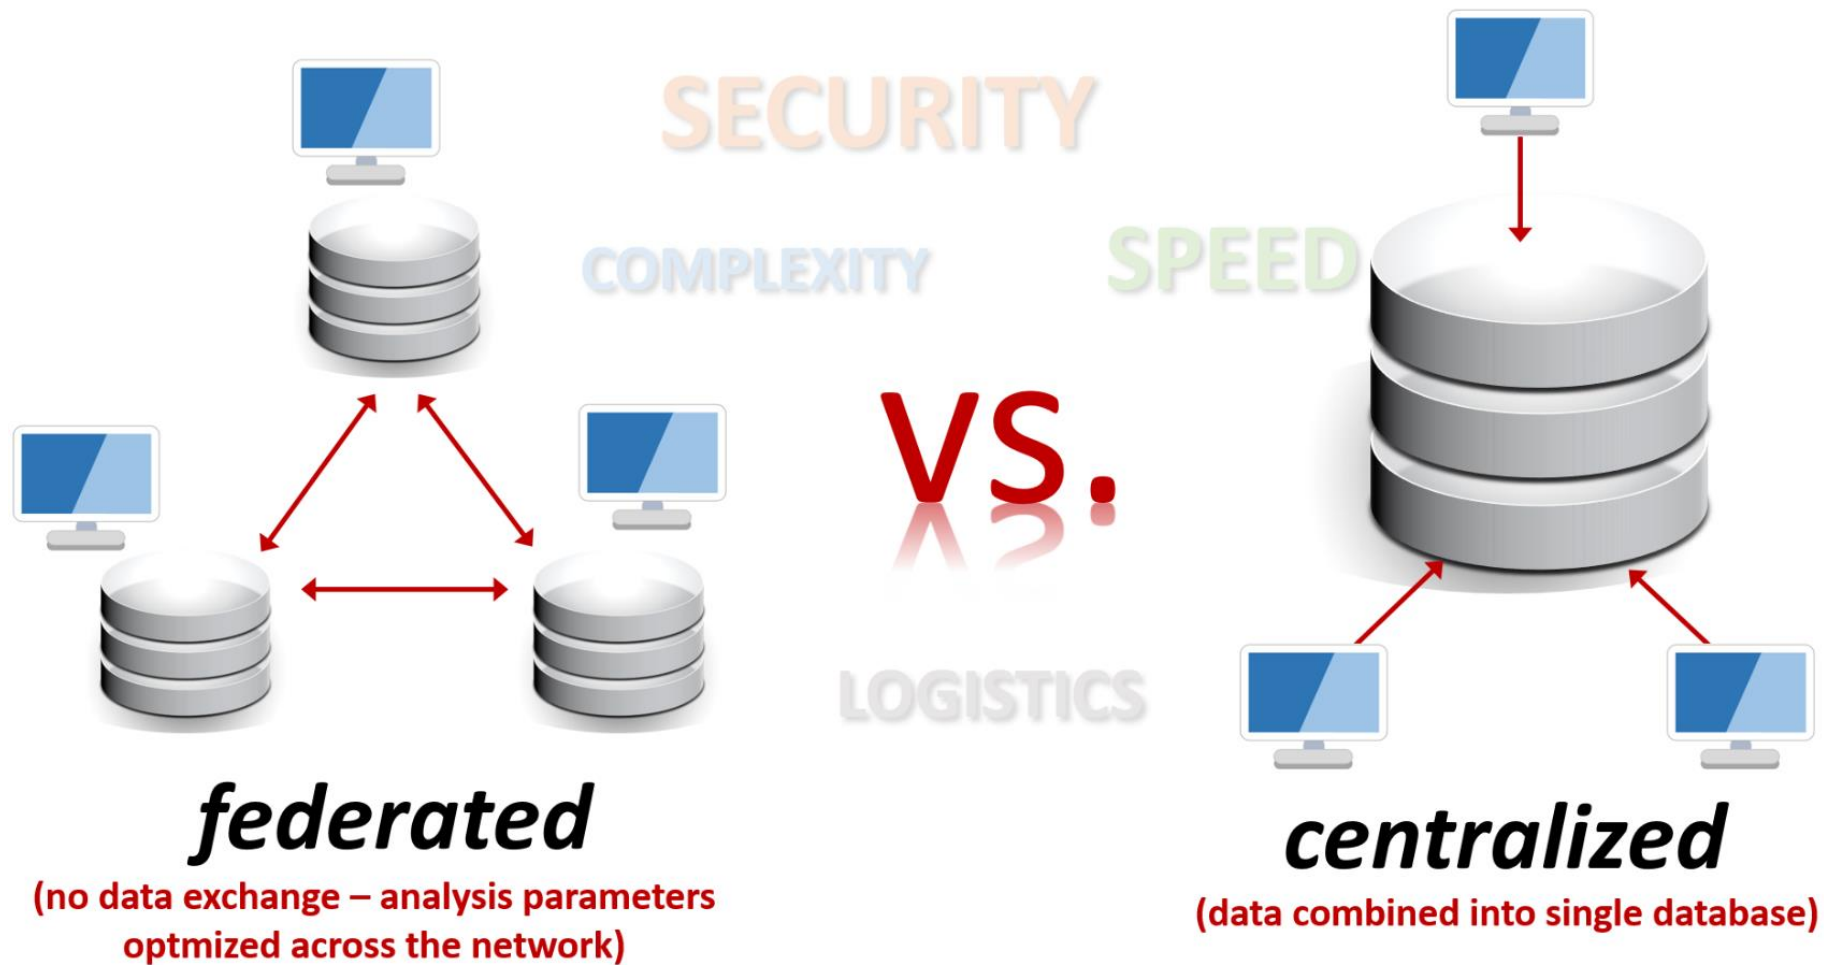 SECURITY
COMPLEXITY
SPEED
VS.
LOGISTICS
federated
(no data exchange – analysis parameters
optmized across the network)
centralized
(data combined into single database)